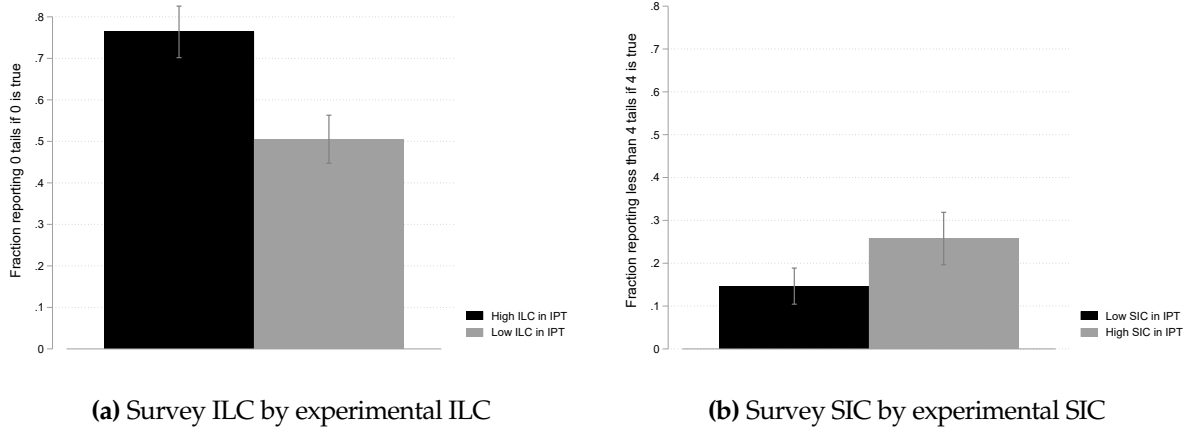 Fraction reporting 0 tails if 0 is true
.8
.7
.6
.5
.4
.3
.2
.1
0
High ILC in IPT
Low ILC in IPT
(a) Survey ILC by experimental ILC
Fraction reporting less than 4 tails if 4 is true
.8
.7
.6
.5
.4
.3
.2
.1
0
Low SIC in IPT
High SIC in IPT
(b) Survey SIC by experimental SIC